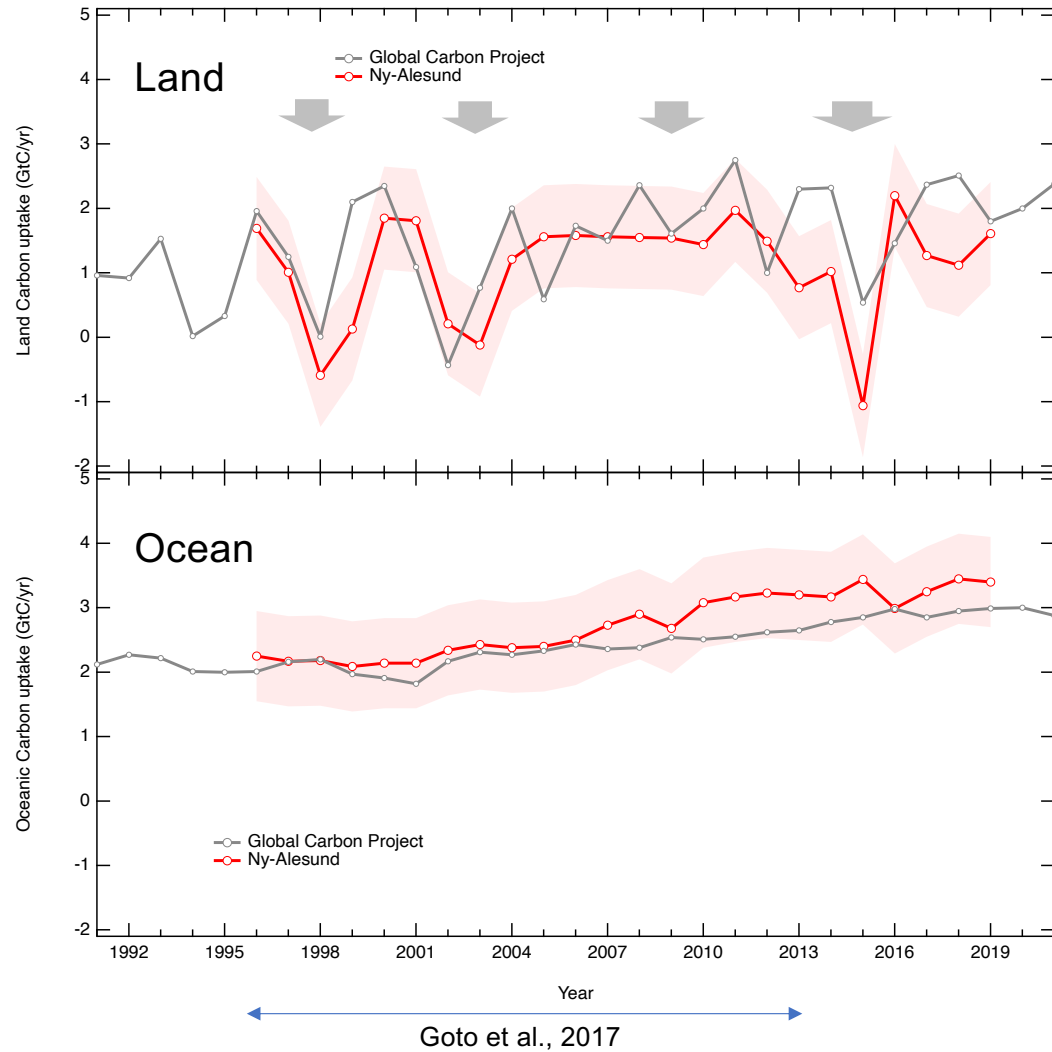 Land
Global Carbon Project
Ny-Alesund
Land Carbon uptake (GtC/yr)
5
4
3
2
1
0
-1
-2
Ocean
Oceanic Carbon uptake (GtC/yr)
5
4
3
2
1
0
-1
-2
Global Carbon Project
Ny-Alesund
1992 1995 1998 2001 2004 2007 2010 2013 2016 2019
Year
Goto et al., 2017